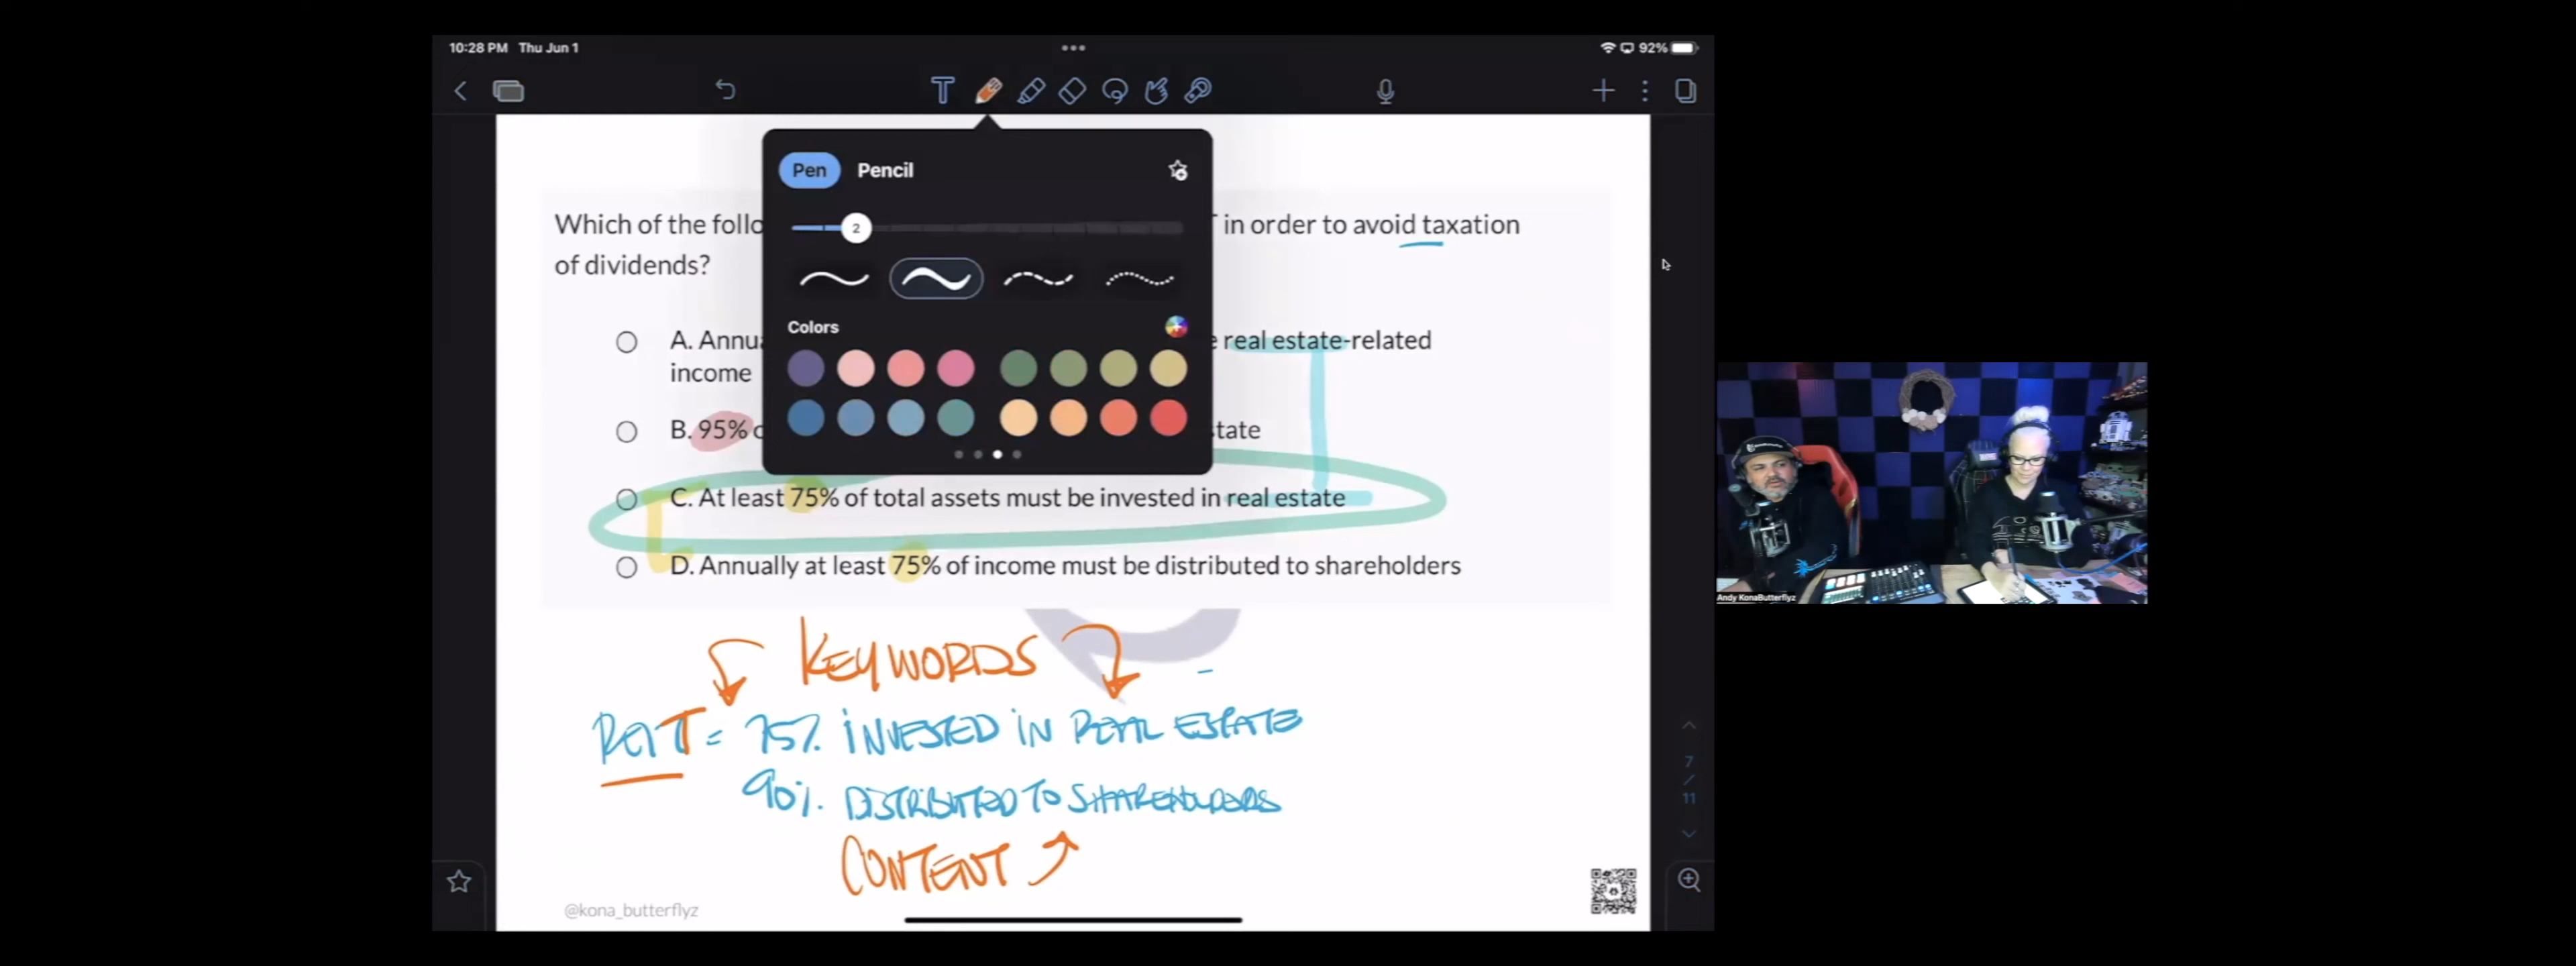 10:28 PM Thu Jun 1
92%
T
Pen Pencil
Which of the follo in order to avoid taxation
2
of dividends?
Colors
A. Annu real estate-related
income
B. 95% state
C. At least 75% of total assets must be invested in real estate
D. Annually at least 75% of income must be distributed to shareholders
KEYWORDS
REIT = 75% INVESTED IN REAL ESTATE
90% DISTRIBUTED TO SHAREHOLDERS
CONTENT
@kona_butterflyz
7
/
11
Andy KonaButterflyz